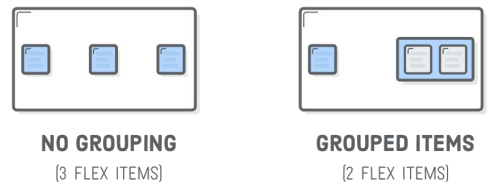 NO GROUPING
(3 FLEX ITEMS)
GROUPED ITEMS
(2 FLEX ITEMS)